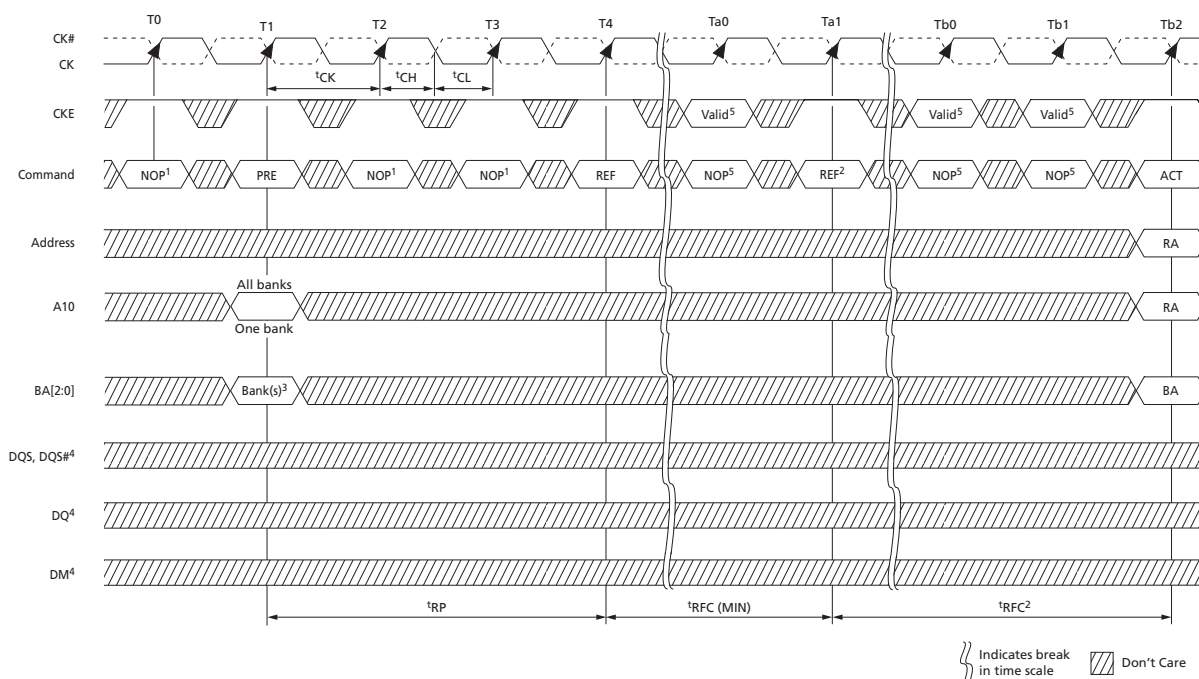 T0 T1 T2 T3 T4 Ta0 Ta1 Tb0 Tb1 Tb2
CK#
CK
tCK tCH tCL
CKE Valid5 Valid5 Valid5
Command NOP1 PRE NOP1 NOP1 REF NOP5 REF2 NOP5 NOP5 ACT
Address RA
All banks
A10 RA
One bank
BA[2:0] Bank(s)3 BA
DQS, DQS#4
DQ4
DM4
tRP tRFC (MIN) tRFC2
Indicates break
in time scale
Don't Care